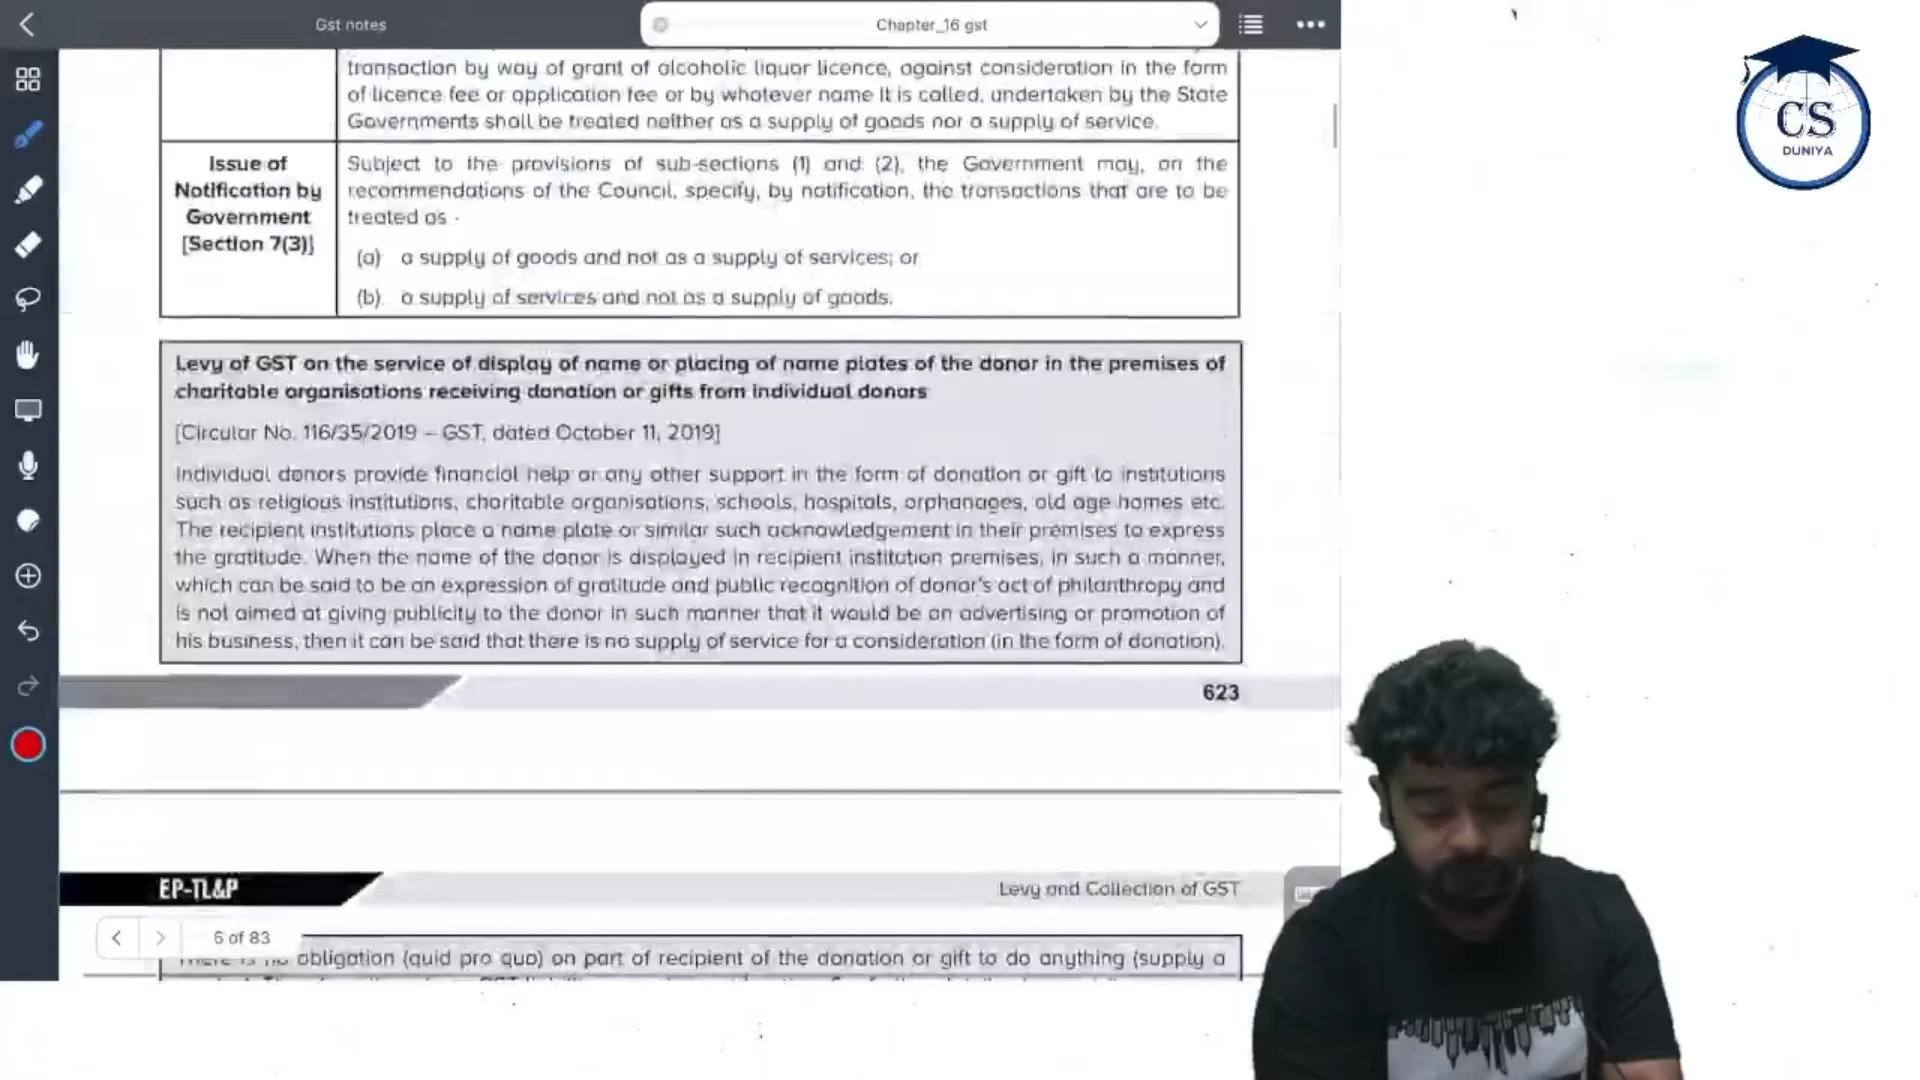 Gst notes
Chapter_16 gst
CS
DUNIYA
transaction by way of grant of alcoholic liquor licence, against consideration in the form
of licence fee or application fee or by whatever name it is called, undertaken by the State
Governments shall be treated neither as a supply of goods nor a supply of service.
Issue of
Notification by
Government
[Section 7(3)]
Subject to the provisions of sub-sections (1) and (2), the Government may, on the
recommendations of the Council, specify, by notification, the transactions that are to be
treated as -
(a) a supply of goods and not as a supply of services; or
(b) a supply of services and not as a supply of goods.
Levy of GST on the service of display of name or placing of name plates of the donor in the premises of
charitable organisations receiving donation or gifts from individual donors
[Circular No. 116/35/2019 – GST, dated October 11, 2019]
Individual donors provide financial help or any other support in the form of donation or gift to institutions
such as religious institutions, charitable organisations, schools, hospitals, orphanages, old age homes etc.
The recipient institutions place a name plate or similar such acknowledgement in their premises to express
the gratitude. When the name of the donor is displayed in recipient institution premises, in such a manner,
which can be said to be an expression of gratitude and public recognition of donor's act of philanthropy and
is not aimed at giving publicity to the donor in such manner that it would be an advertising or promotion of
his business, then it can be said that there is no supply of service for a consideration (in the form of donation).
623
EP-TL&P
Levy and Collection of GST
6 of 83
obligation (quid pro quo) on part of recipient of the donation or gift to do anything (supply a